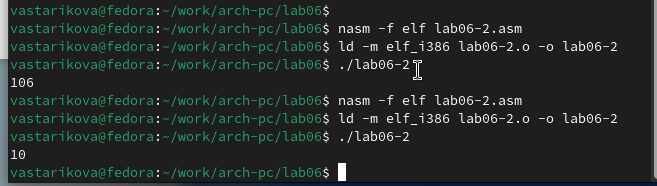 vastarikova@fedora:~/work/arch-pc/lab06$
vastarikova@fedora:~/work/arch-pc/lab06$ nasm -f elf lab06-2.asm
vastarikova@fedora:~/work/arch-pc/lab06$ ld -m elf_i386 lab06-2.o -o lab06-2
vastarikova@fedora:~/work/arch-pc/lab06$ ./lab06-2
106
vastarikova@fedora:~/work/arch-pc/lab06$ nasm -f elf lab06-2.asm
vastarikova@fedora:~/work/arch-pc/lab06$ ld -m elf_i386 lab06-2.o -o lab06-2
vastarikova@fedora:~/work/arch-pc/lab06$ ./lab06-2
10
vastarikova@fedora:~/work/arch-pc/lab06$